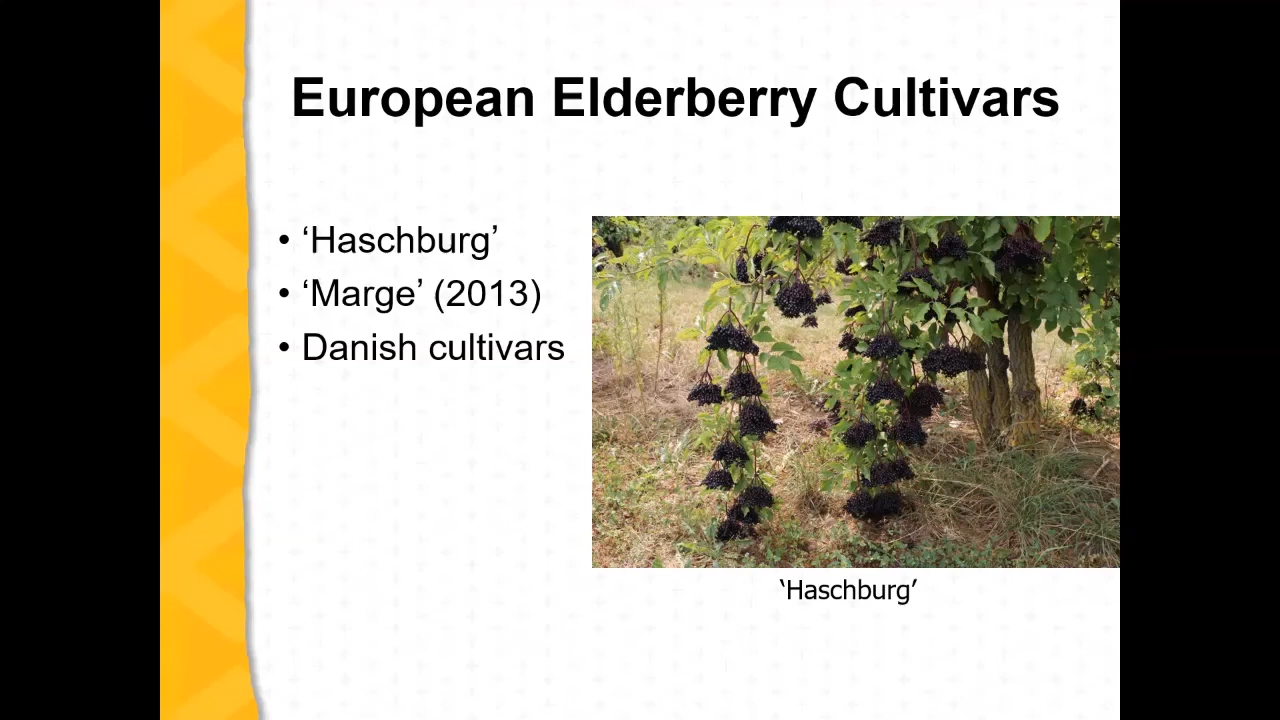 European Elderberry Cultivars
• ‘Haschburg’
• ‘Marge’ (2013)
• Danish cultivars
‘Haschburg’